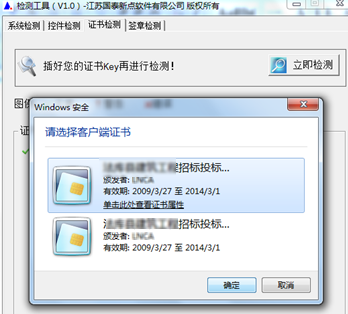 检测工具（V1.0）-江苏国泰新点软件有限公司 版权所有
系统检测 控件检测 证书检测 签章检测
插好您的证书Key再进行检测！ 立即检测
图像
Windows 安全
证
请选择客户端证书
招标投标...
颁发者: LNCA
有效期: 2009/3/27 至 2014/3/1
单击此处查看证书属性
招标投标...
颁发者: LNCA
有效期: 2009/3/27 至 2014/3/1
确定 取消